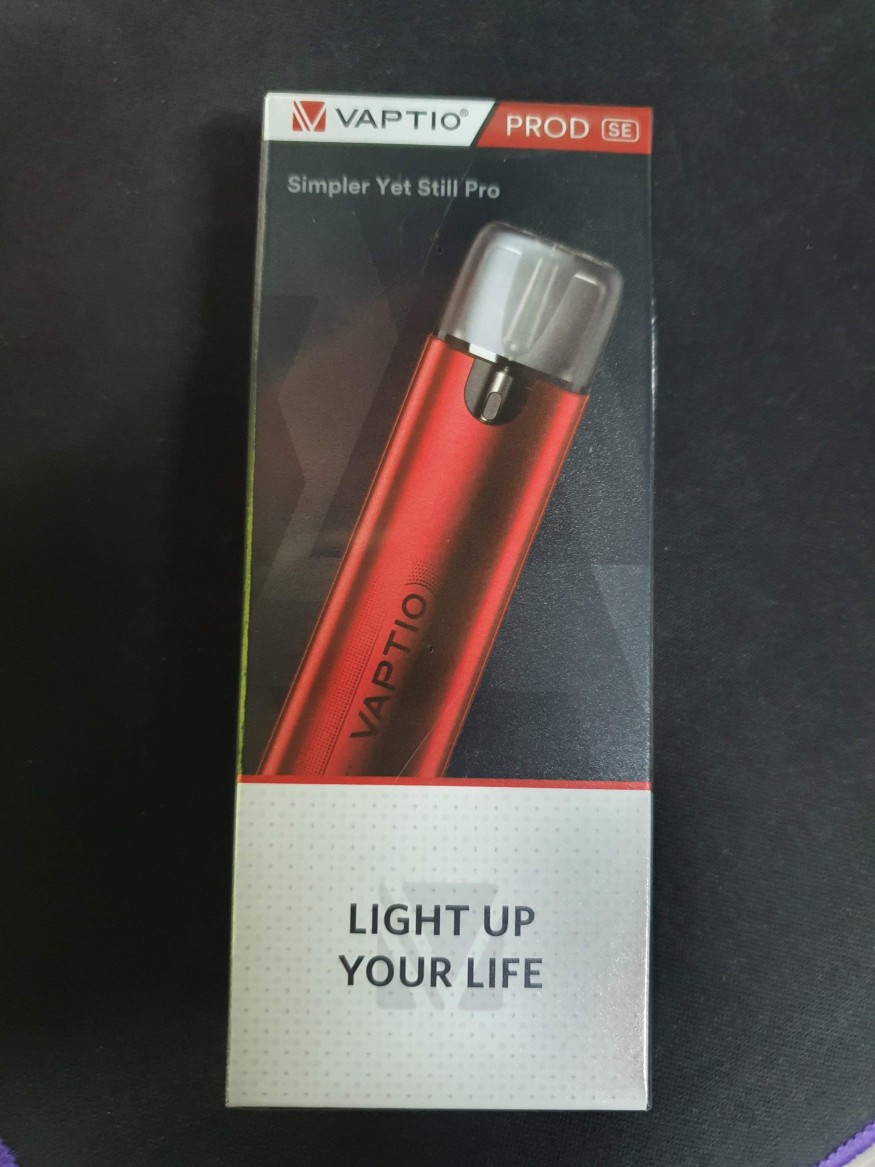 VAPTIO® PROD SE
Simpler Yet Still Pro
VAPTIO
LIGHT UP
YOUR LIFE